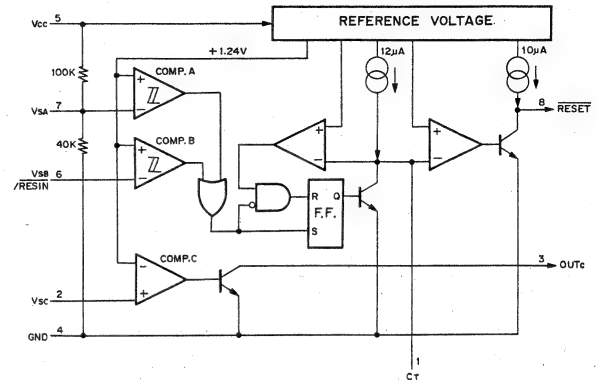 REFERENCE VOLTAGE
Vcc 5
+1.24V
12μA
10μA
100K
COMP. A
VSA 7
8 RESET
40K
COMP. B
VSB 6
/RESIN
R Q
F.F.
S
COMP.C
3 OUTc
VSC 2
GND 4
1
CT
+
-
+
-
+
-
+
-
-
+